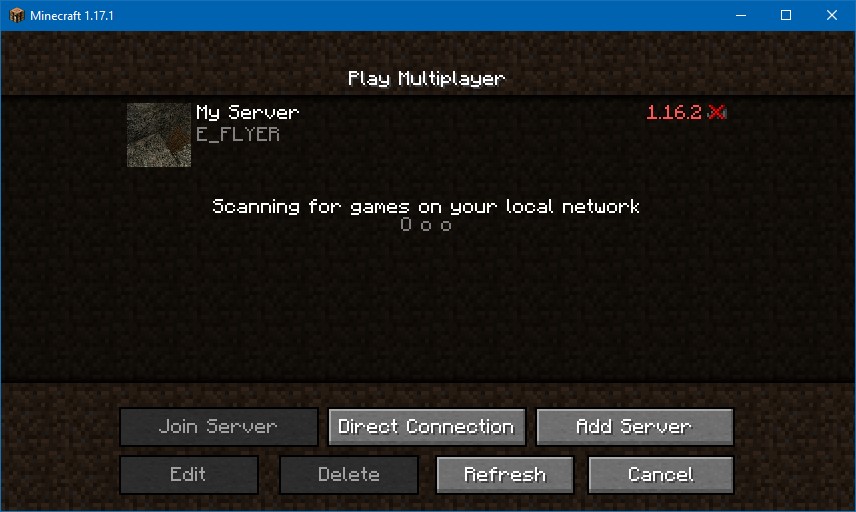 Minecraft 1.17.1
Play Multiplayer
My Server 1.16.2
E_FLYER
Scanning for games on your local network
O o o
Join Server Direct Connection Add Server
Edit Delete Refresh Cancel